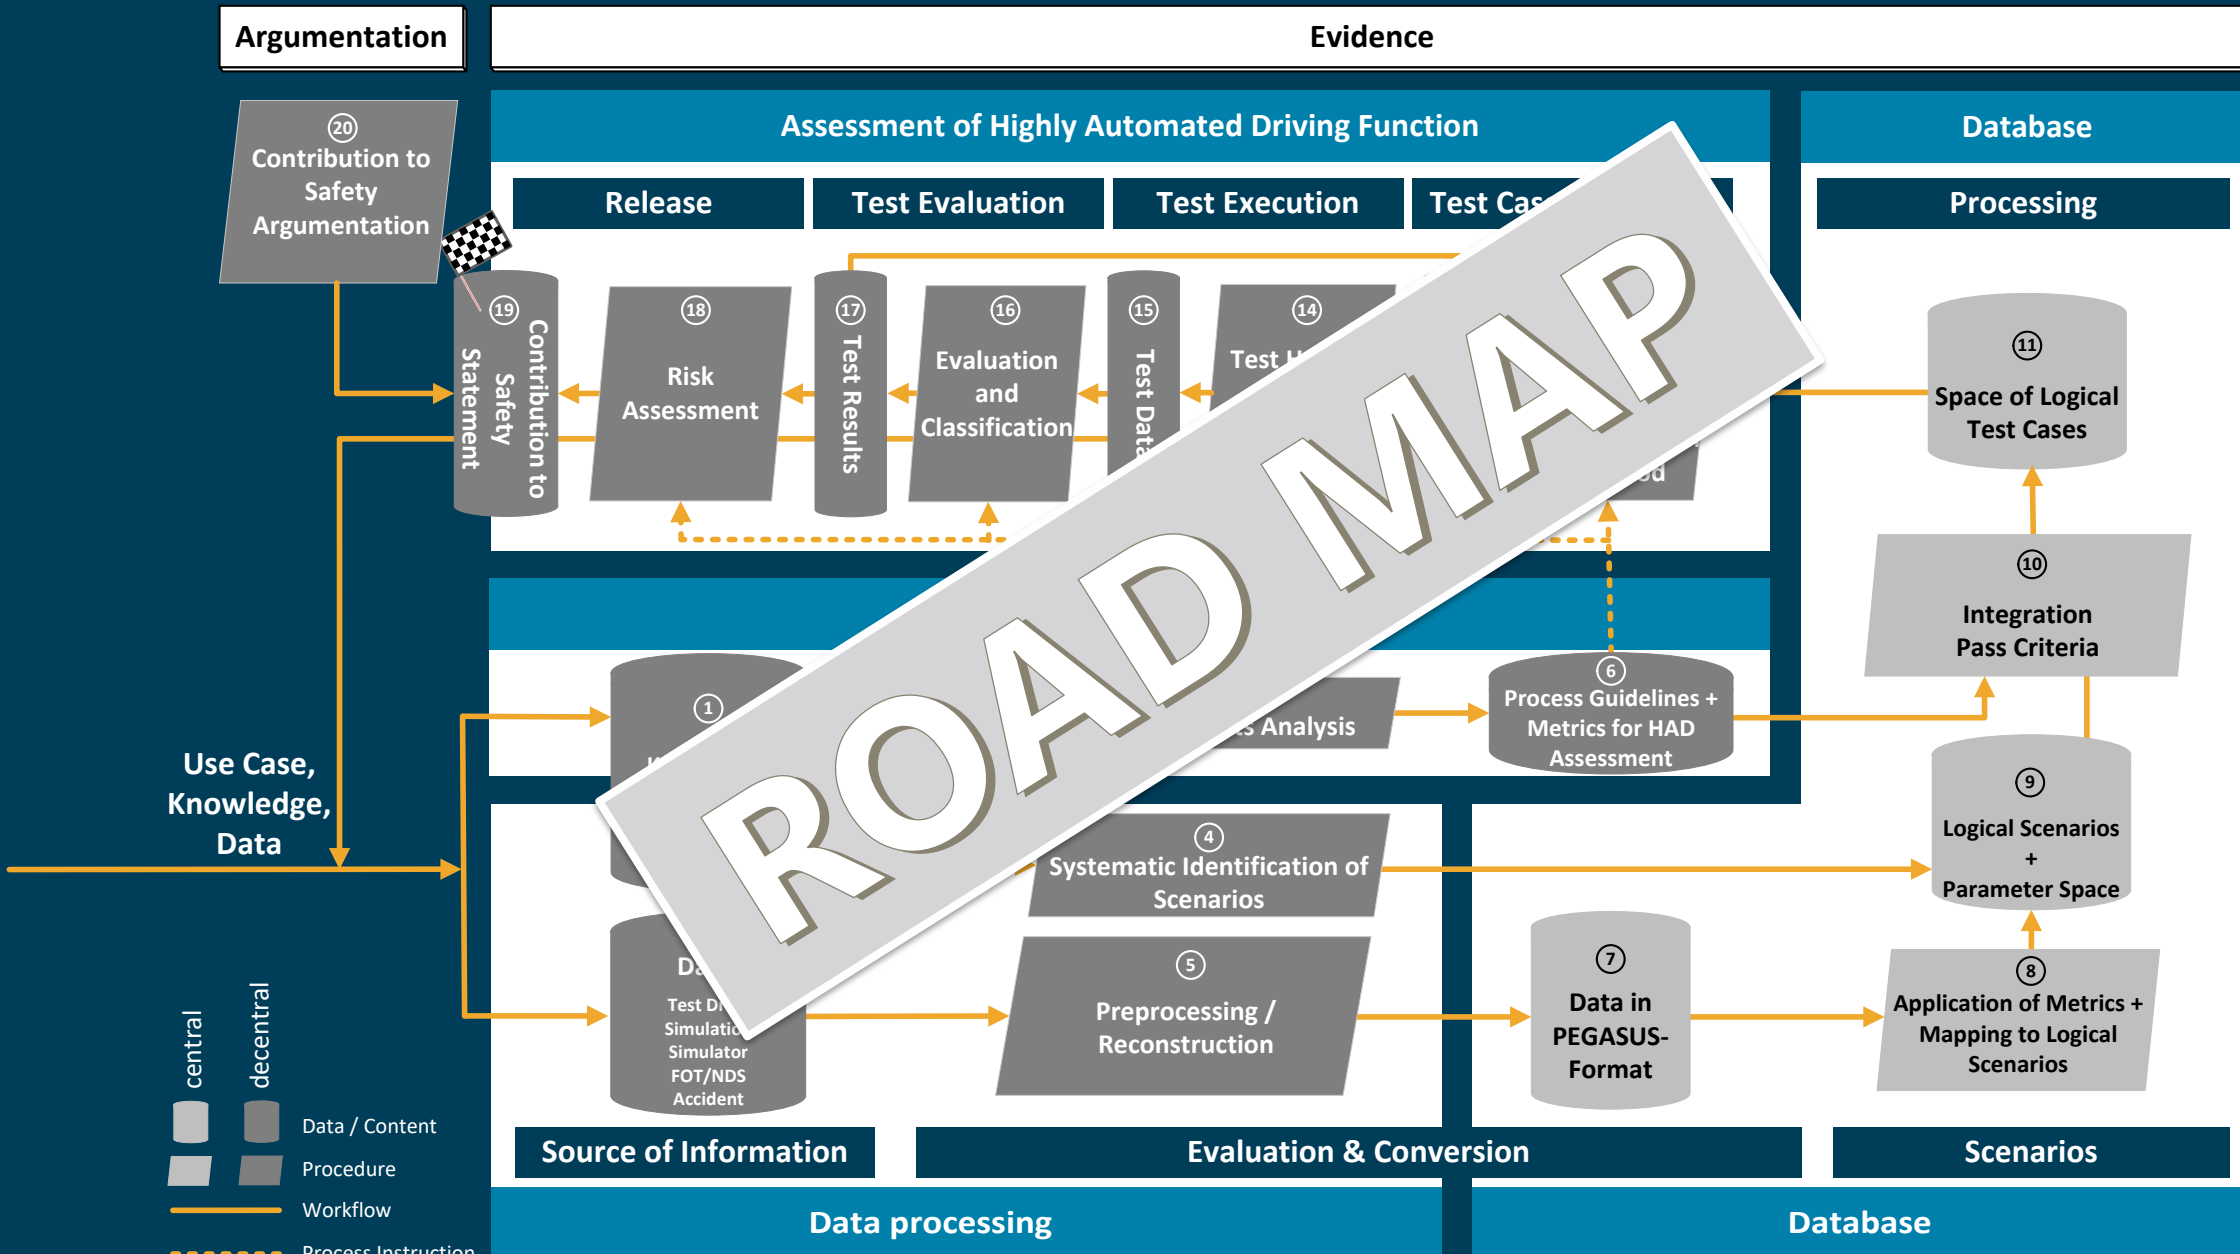 Argumentation
Evidence
Assessment of Highly Automated Driving Function
Database
Release
Test Evaluation
Test Execution
Test
Processing
20
Contribution to
Safety
Argumentation
19
Contribution to
Safety
Statement
18
Risk
Assessment
17
Test Results
16
Evaluation
and
Classification
15
Test Data
14
Test
11
Space of Logical
Test Cases
10
Integration
Pass Criteria
ROAD MAP
1
Analysis
6
Process Guidelines +
Metrics for HAD
Assessment
Use Case,
Knowledge,
Data
4
Systematic Identification of
Scenarios
9
Logical Scenarios
+
Parameter Space
Test
Simulator
FOT/NDS
Accident
5
Preprocessing /
Reconstruction
7
Data in
PEGASUS-
Format
8
Application of Metrics +
Mapping to Logical
Scenarios
central
decentral
Data / Content
Procedure
Workflow
Process Instruction
Source of Information
Evaluation & Conversion
Scenarios
Data processing
Database